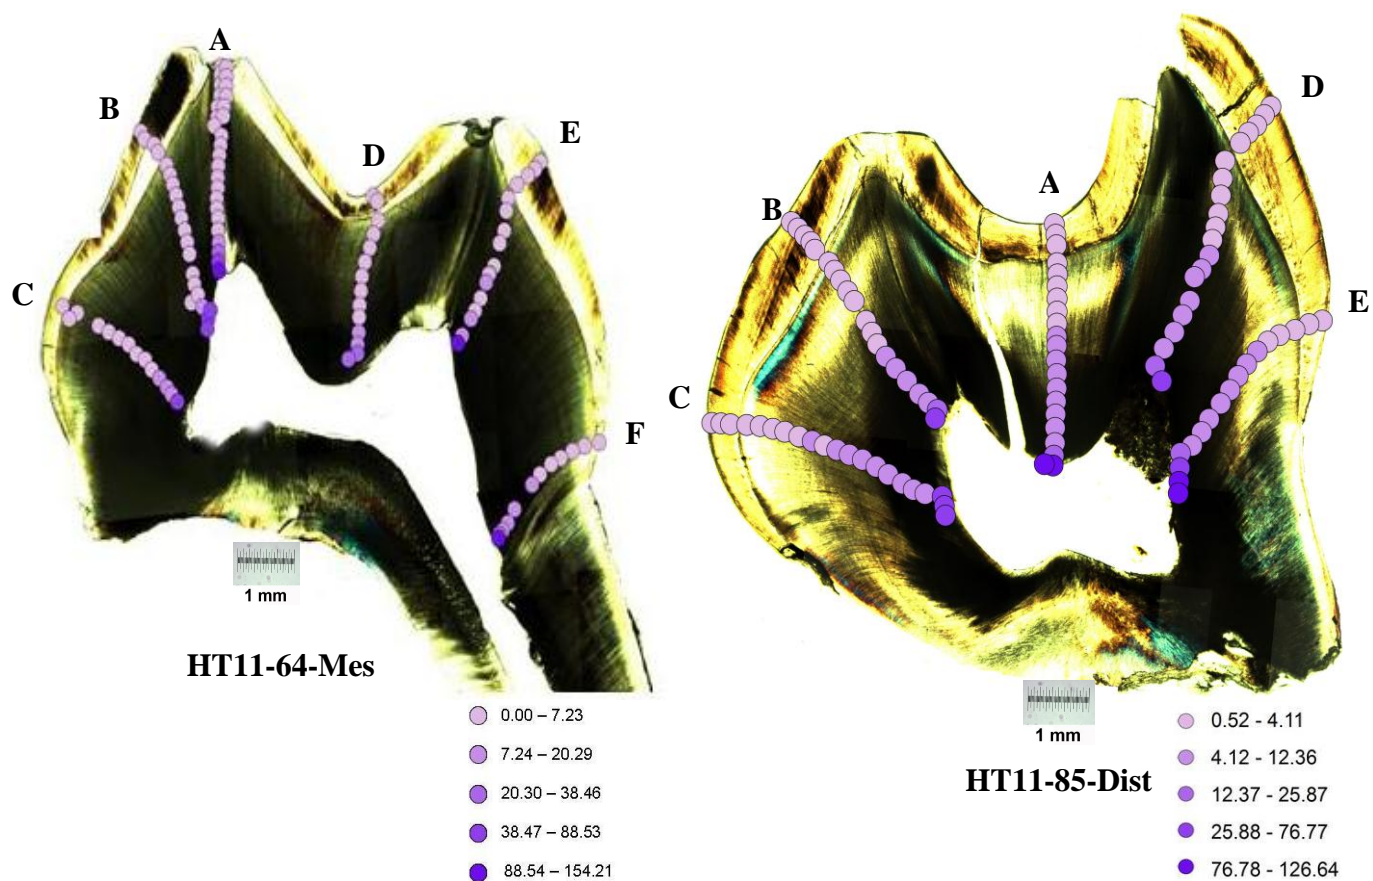 A
B
C
D
E
F
1 mm
HT11-64-Mes
0.00 – 7.23
7.24 – 20.29
20.30 – 38.46
38.47 – 88.53
88.54 – 154.21
A
B
C
D
E
1 mm
HT11-85-Dist
0.52 - 4.11
4.12 - 12.36
12.37 - 25.87
25.88 - 76.77
76.78 - 126.64